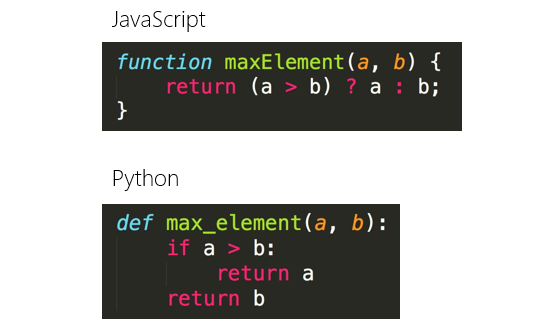 JavaScript
function maxElement(a, b) {
    return (a > b) ? a : b;
}
Python
def max_element(a, b):
    if a > b:
        return a
    return b